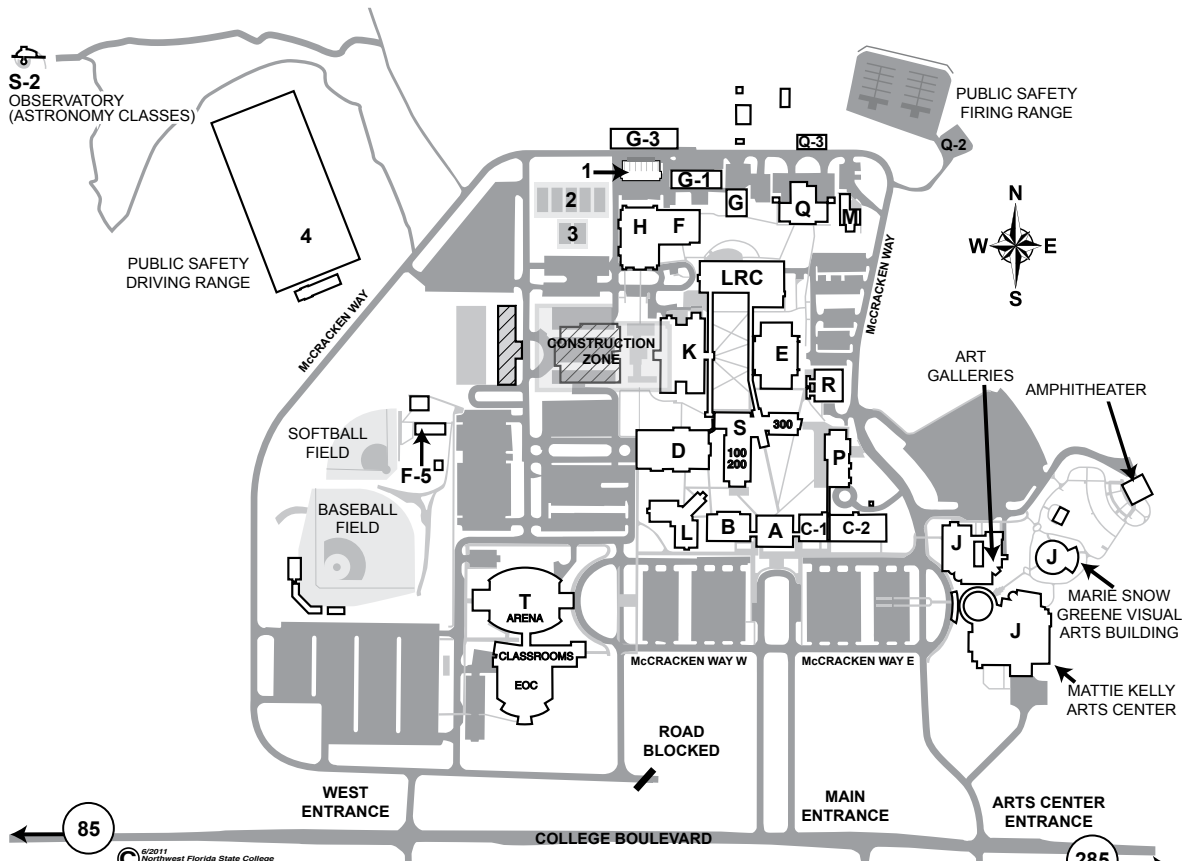 S-2
OBSERVATORY
(ASTRONOMY CLASSES)
PUBLIC SAFETY
FIRING RANGE
Q-2
G-3
Q-3
1
G-1
G
Q
M
2
3
H
F
4
PUBLIC SAFETY
DRIVING RANGE
N
W
E
S
LRC
McCRACKEN WAY
McCRACKEN WAY
CONSTRUCTION
ZONE
K
E
R
ART
GALLERIES
AMPHITHEATER
SOFTBALL
FIELD
F-5
D
S
300
100
200
P
BASEBALL
FIELD
L
B
A
C-1
C-2
J
J
MARIE SNOW
GREENE VISUAL
ARTS BUILDING
T
ARENA
CLASSROOMS
EOC
J
McCRACKEN WAY W
McCRACKEN WAY E
MATTIE KELLY
ARTS CENTER
ROAD
BLOCKED
WEST
ENTRANCE
MAIN
ENTRANCE
ARTS CENTER
ENTRANCE
85
COLLEGE BOULEVARD
285
© 6/2011
Northwest Florida State College